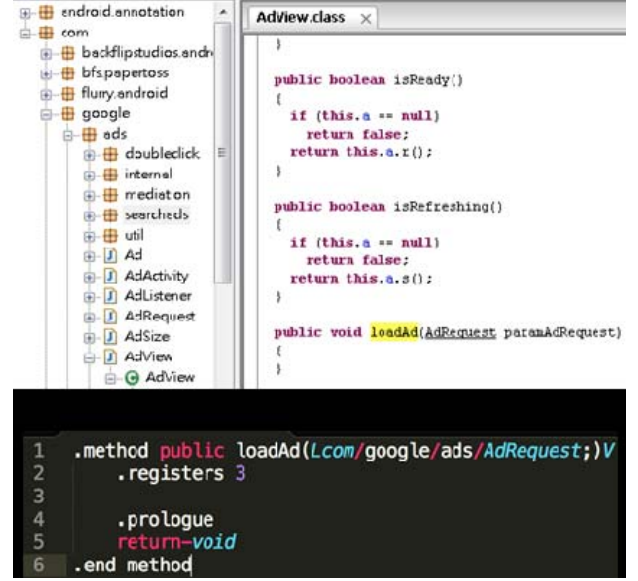 android.annotation
com
backflipstudios.andr
bfs.papertoss
flurry.android
google
ads
doubleclick
internal
mediation
searchads
util
Ad
AdActivity
AdListener
AdRequest
AdSize
AdView
AdView
AdView.class ×
}
public boolean isReady()
{
if (this.a == null)
return false;
return this.a.r();
}
public boolean isRefreshing()
{
if (this.a == null)
return false;
return this.a.s();
}
public void loadAd(AdRequest paramAdRequest)
{
}
1 .method public loadAd(Lcom/google/ads/AdRequest;)V
2 .registers 3
3
4 .prologue
5 return-void
6 .end method